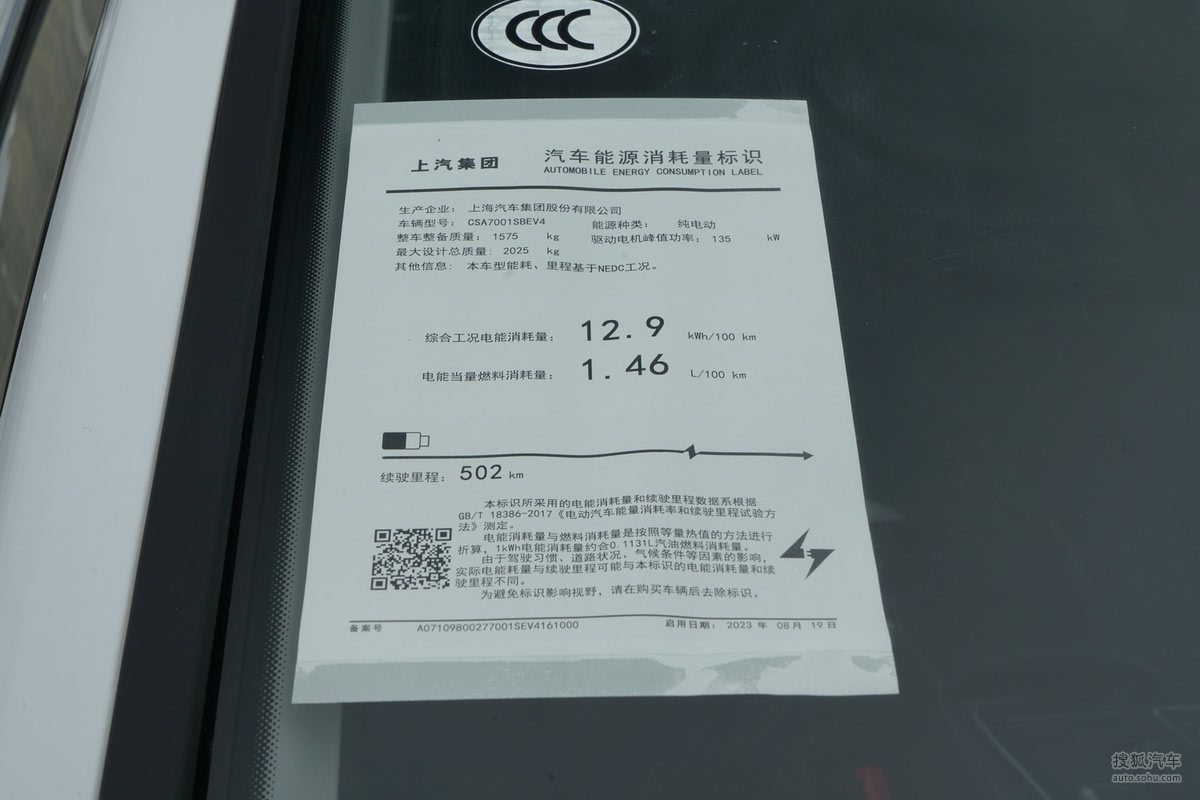 CCC
上汽集团 汽车能源消耗量标识
AUTOMOBILE ENERGY CONSUMPTION LABEL
生产企业： 上海汽车集团股份有限公司
车辆型号： CSA7001SBEV4 能源种类： 纯电动
整车整备质量： 1575 kg 驱动电机峰值功率： 135 kW
最大设计总质量： 2025 kg
其他信息： 本车型能耗、里程基于NEDC工况。
综合工况电能消耗量： 12.9 kWh/100 km
电能当量燃料消耗量： 1.46 L/100 km
续驶里程： 502 km
本标识所采用的电能消耗量和续驶里程数据系根据
GB/T 18386-2017《电动汽车能量消耗率和续驶里程试验方
法》测定。
电能消耗量与燃料消耗量是按照等量热值的方法进行
折算，1kWh电能消耗量约合0.1131L汽油燃料消耗量。
由于驾驶习惯、道路状况、气候条件等因素的影响，
实际电能耗量与续驶里程可能与本标识的电能消耗量和续
驶里程不同。
为避免标识影响视野，请在购买车辆后去除标识。
备案号 A07109800277001SEV4161000 启用日期： 2023 年 08 月 19 日
搜狐汽车
auto.sohu.com